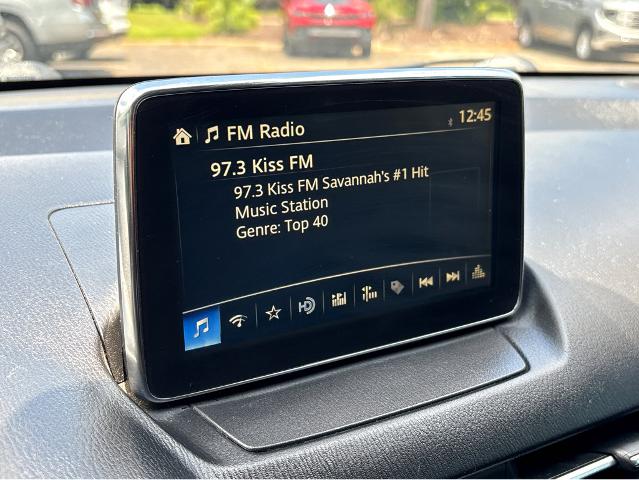 FM Radio
12:45
97.3 Kiss FM
97.3 Kiss FM Savannah's #1 Hit
Music Station
Genre: Top 40
HD